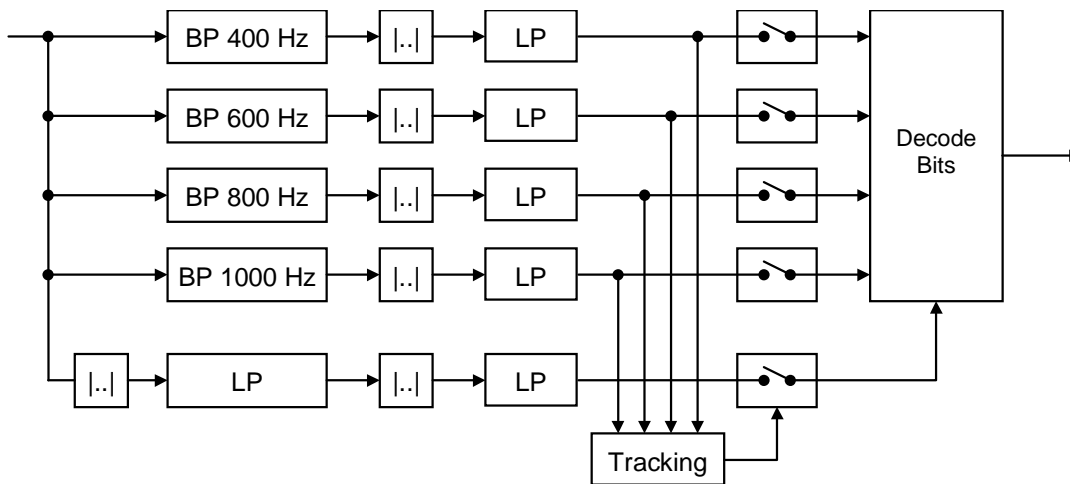 BP 400 Hz
|..|
LP
BP 600 Hz
|..|
LP
Decode
Bits
BP 800 Hz
|..|
LP
BP 1000 Hz
|..|
LP
|..|
LP
|..|
LP
Tracking